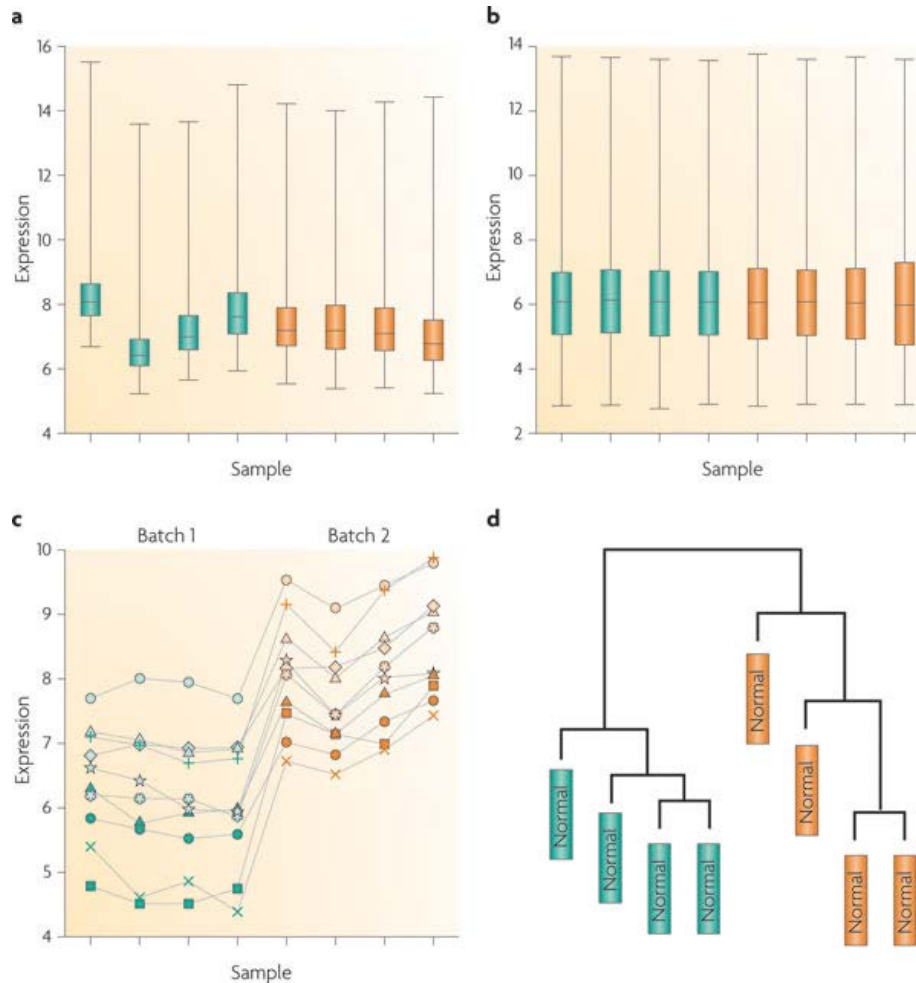 a
16
14
12
10
8
6
4
Expression
Sample
b
14
12
10
8
6
4
2
Expression
Sample
c
Batch 1
Batch 2
10
9
8
7
6
5
4
Expression
Sample
d
Normal
Normal
Normal
Normal
Normal
Normal
Normal
Normal